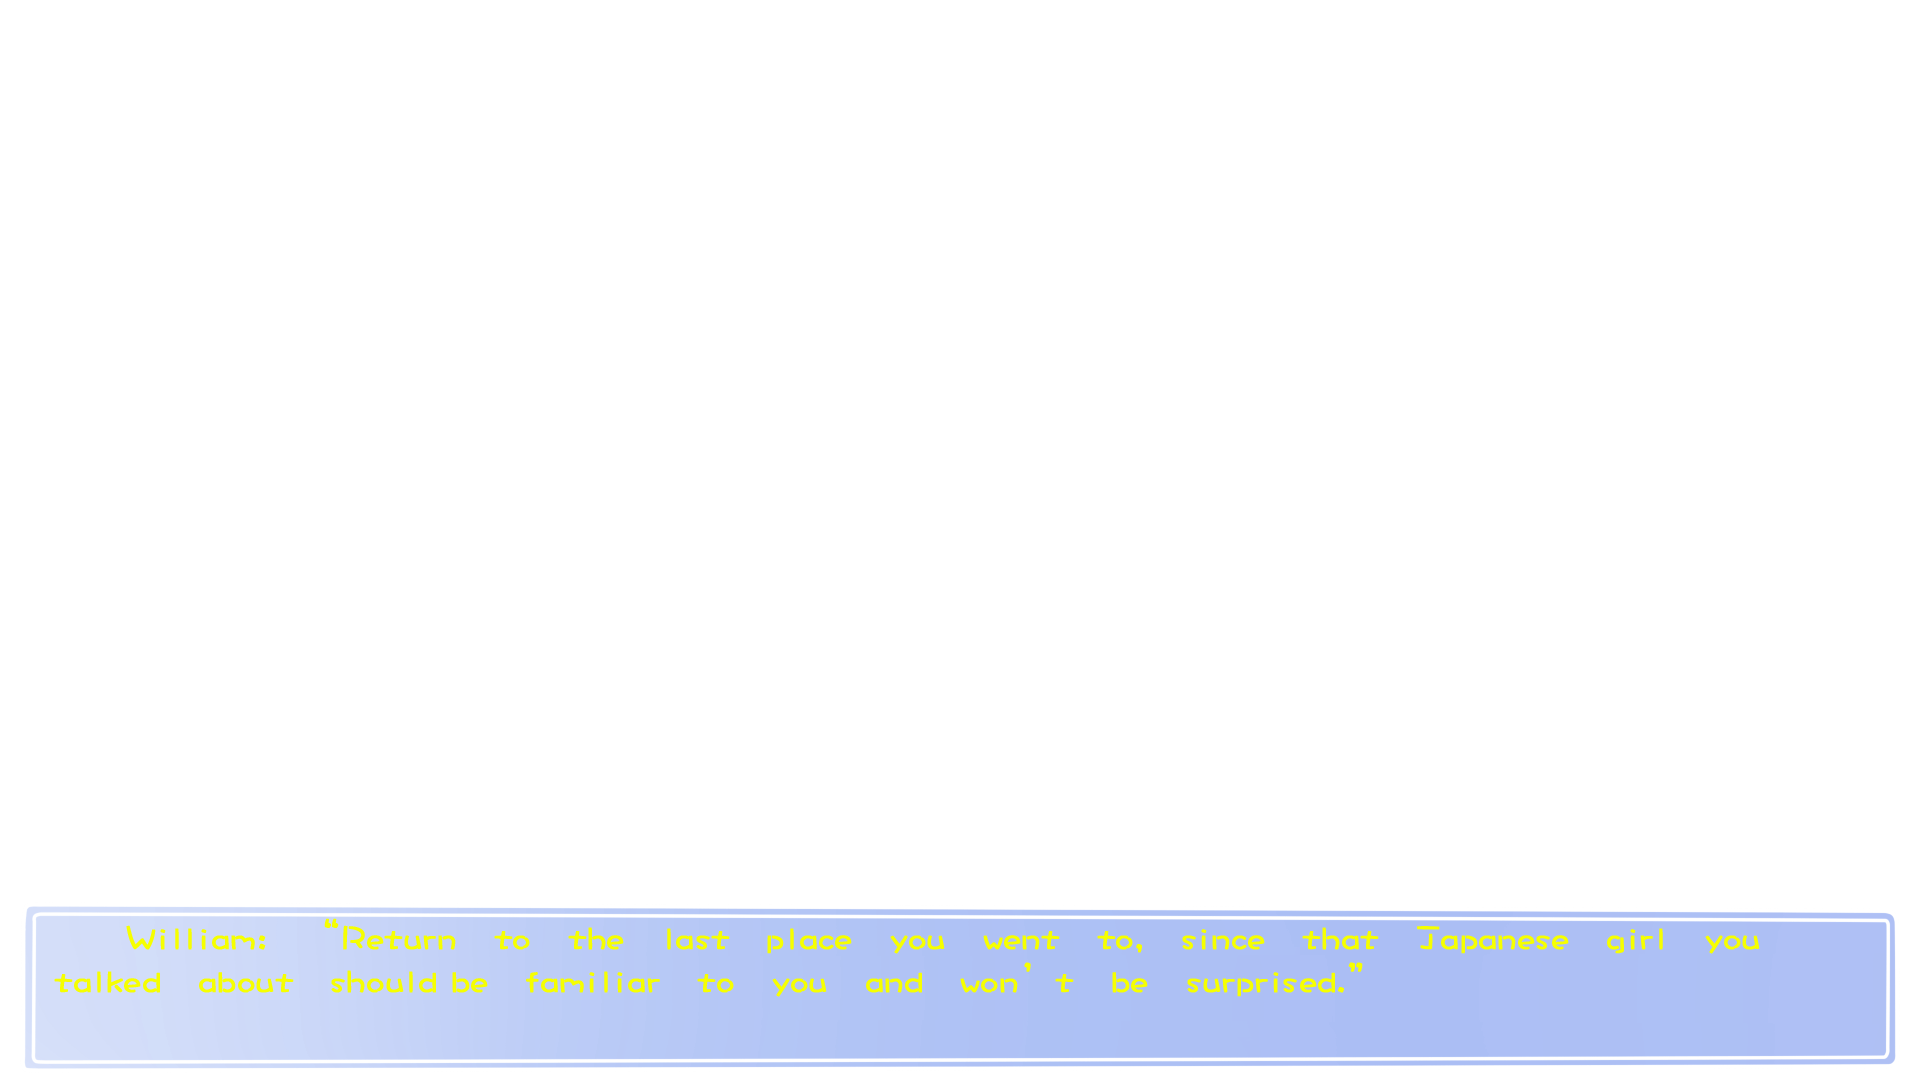 William: “Return to the last place you went to, since that Japanese girl you
talked about should be familiar to you and won’t be surprised.”